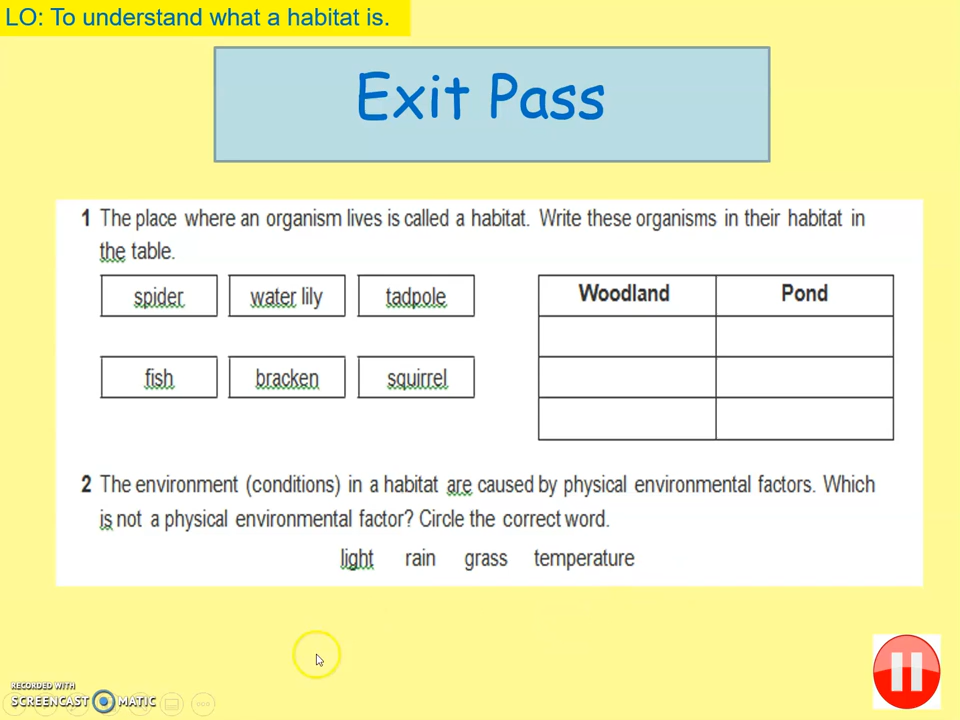 LO: To understand what a habitat is.
Exit Pass
1 The place where an organism lives is called a habitat. Write these organisms in their habitat in
the table.
spider water lily tadpole
Woodland Pond
fish bracken squirrel
2 The environment (conditions) in a habitat are caused by physical environmental factors. Which
is not a physical environmental factor? Circle the correct word.
light rain grass temperature
RECORDED WITH
SCREENCAST MATIC